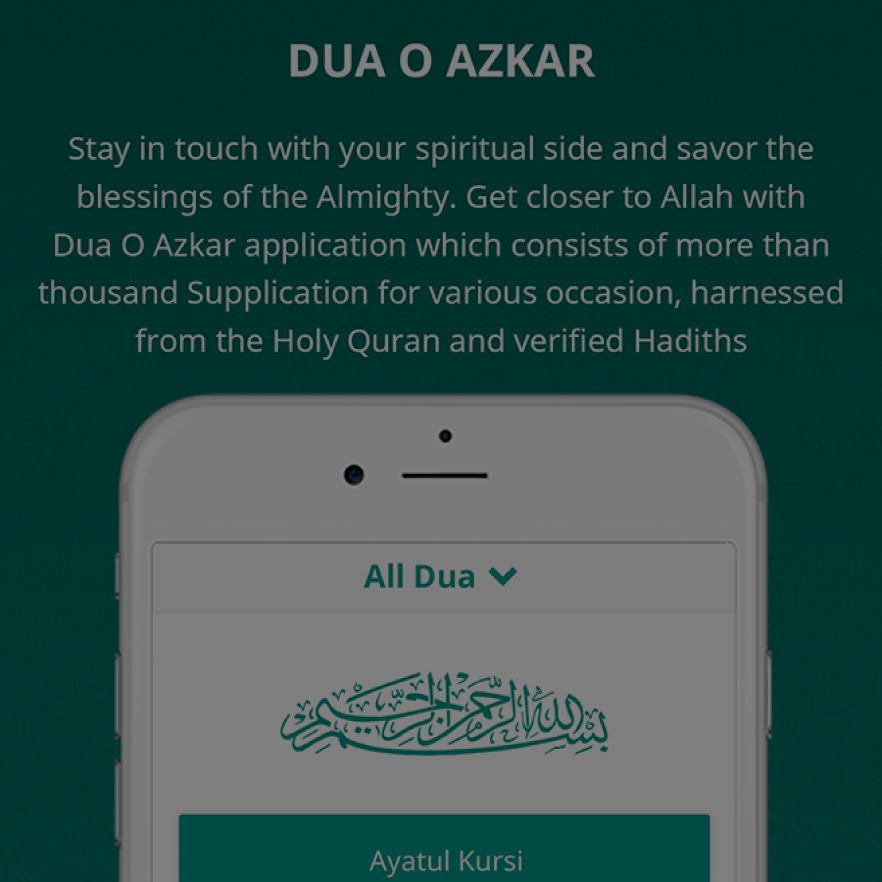 DUA O AZKAR
Stay in touch with your spiritual side and savor the
blessings of the Almighty. Get closer to Allah with
Dua O Azkar application which consists of more than
thousand Supplication for various occasion, harnessed
from the Holy Quran and verified Hadiths
All Dua
بسم الله الرحمن الرحيم
Ayatul Kursi